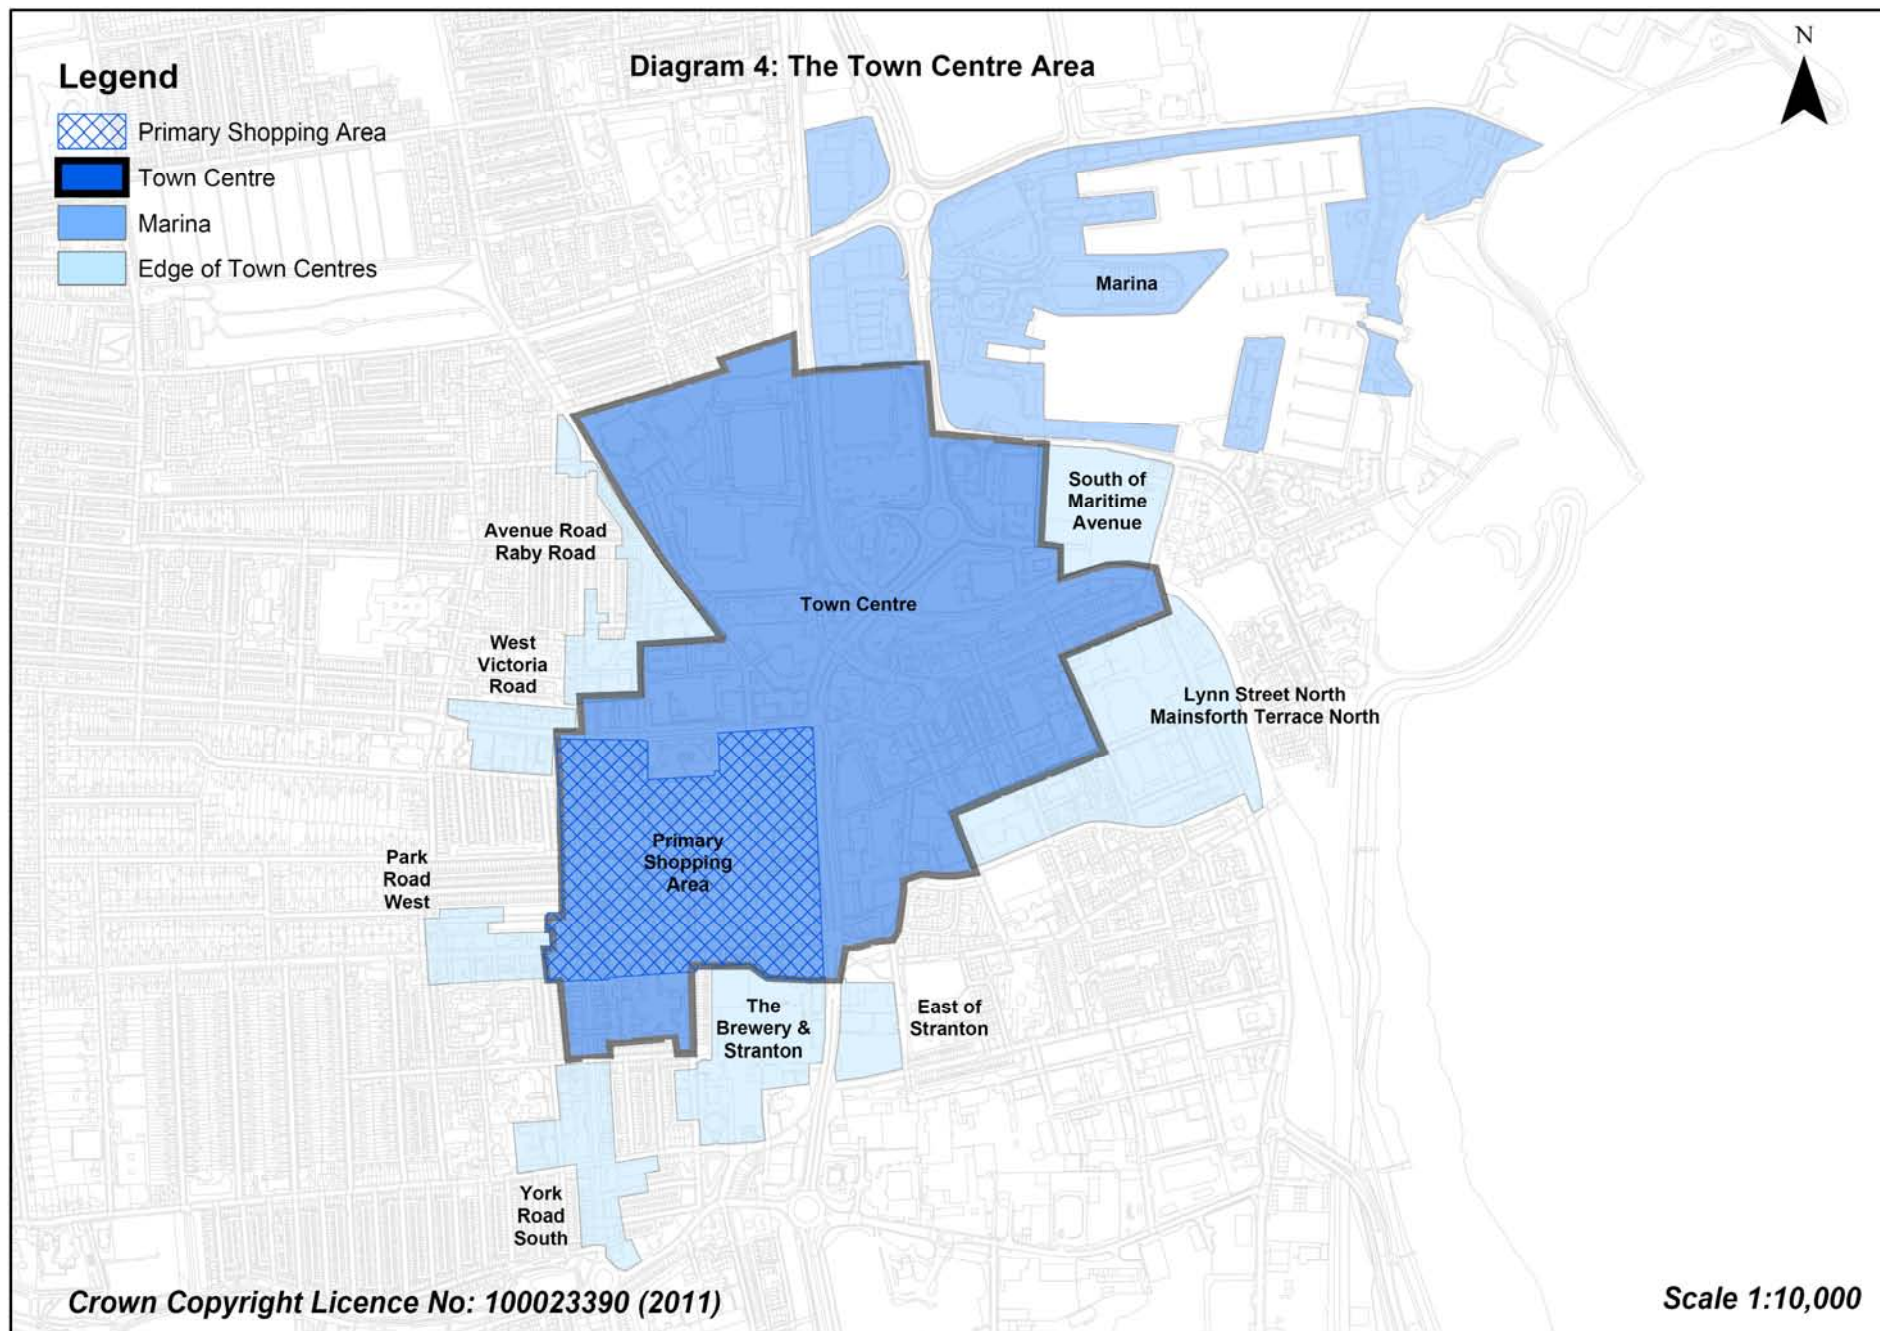 Diagram 4: The Town Centre Area
N
Legend
Primary Shopping Area
Town Centre
Marina
Edge of Town Centres
Marina
South of
Maritime
Avenue
Avenue Road
Raby Road
Town Centre
West
Victoria
Road
Lynn Street North
Mainsforth Terrace North
Primary
Shopping
Area
Park
Road
West
The
Brewery &
Stranton
East of
Stranton
York
Road
South
Crown Copyright Licence No: 100023390 (2011)
Scale 1:10,000